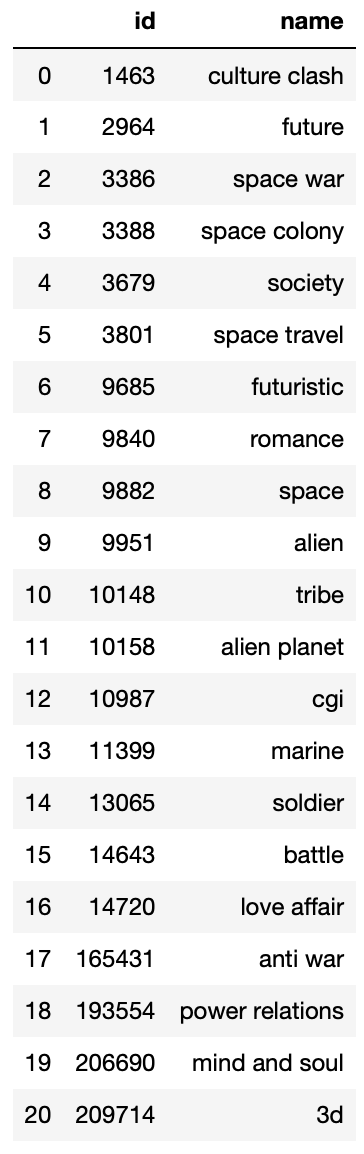 id name
0 1463 culture clash
1 2964 future
2 3386 space war
3 3388 space colony
4 3679 society
5 3801 space travel
6 9685 futuristic
7 9840 romance
8 9882 space
9 9951 alien
10 10148 tribe
11 10158 alien planet
12 10987 cgi
13 11399 marine
14 13065 soldier
15 14643 battle
16 14720 love affair
17 165431 anti war
18 193554 power relations
19 206690 mind and soul
20 209714 3d